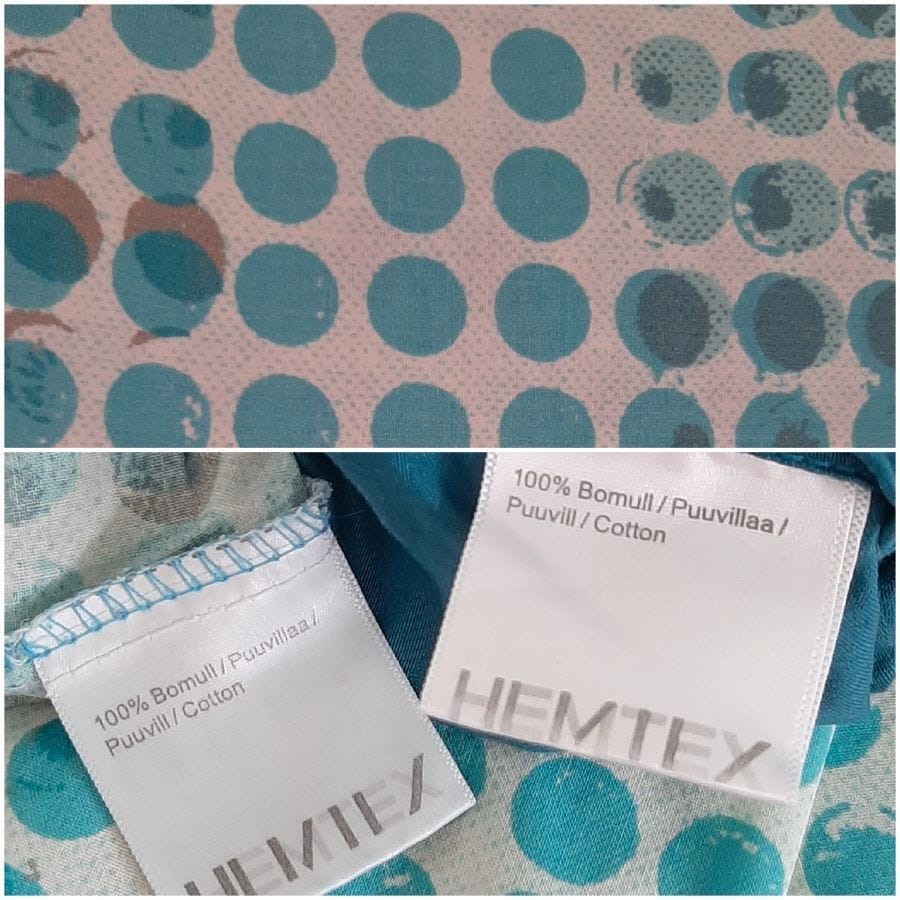 100% Bomull / Puuvillaa /
Puuvill / Cotton
HEMTEX
100% Bomull / Puuvillaa /
Puuvill / Cotton
HEMTEX